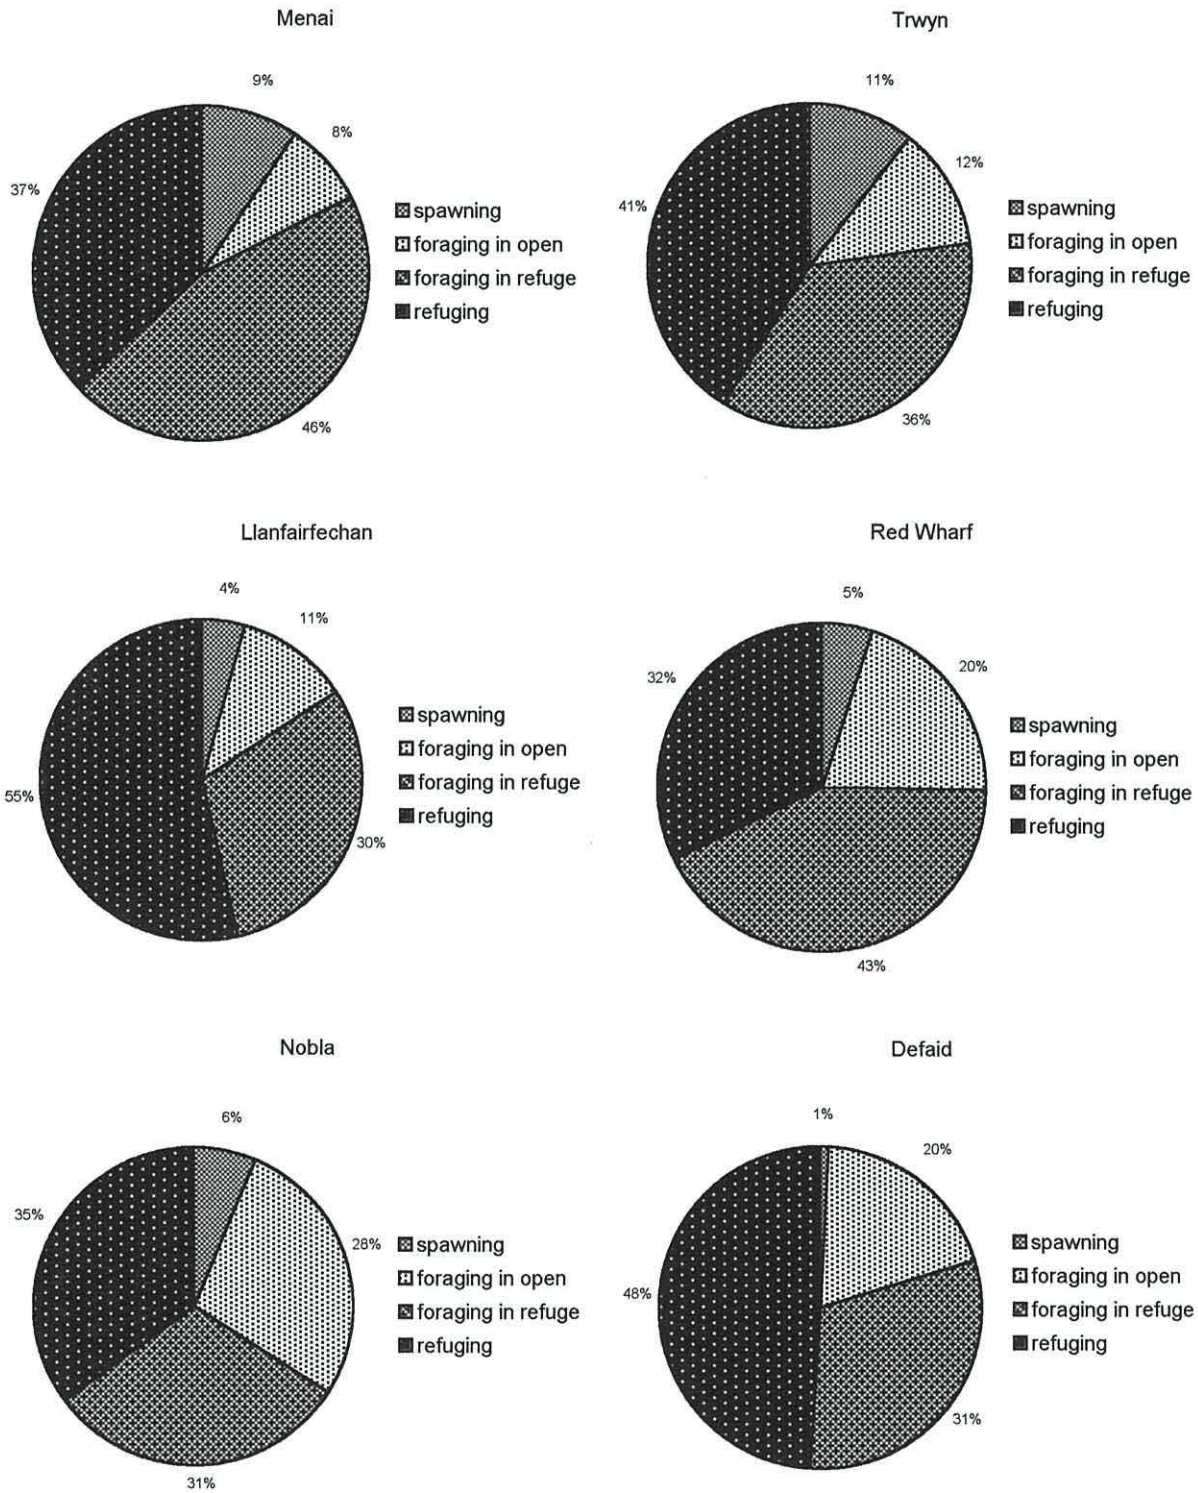 Menai
9%
8%
37%
46%
spawning
foraging in open
foraging in refuge
refuging
Trwyn
11%
12%
41%
36%
spawning
foraging in open
foraging in refuge
refuging
Llanfairfechan
4%
11%
55%
30%
spawning
foraging in open
foraging in refuge
refuging
Red Wharf
5%
20%
32%
43%
spawning
foraging in open
foraging in refuge
refuging
Nobla
6%
35%
28%
31%
spawning
foraging in open
foraging in refuge
refuging
Defaid
1%
20%
48%
31%
spawning
foraging in open
foraging in refuge
refuging